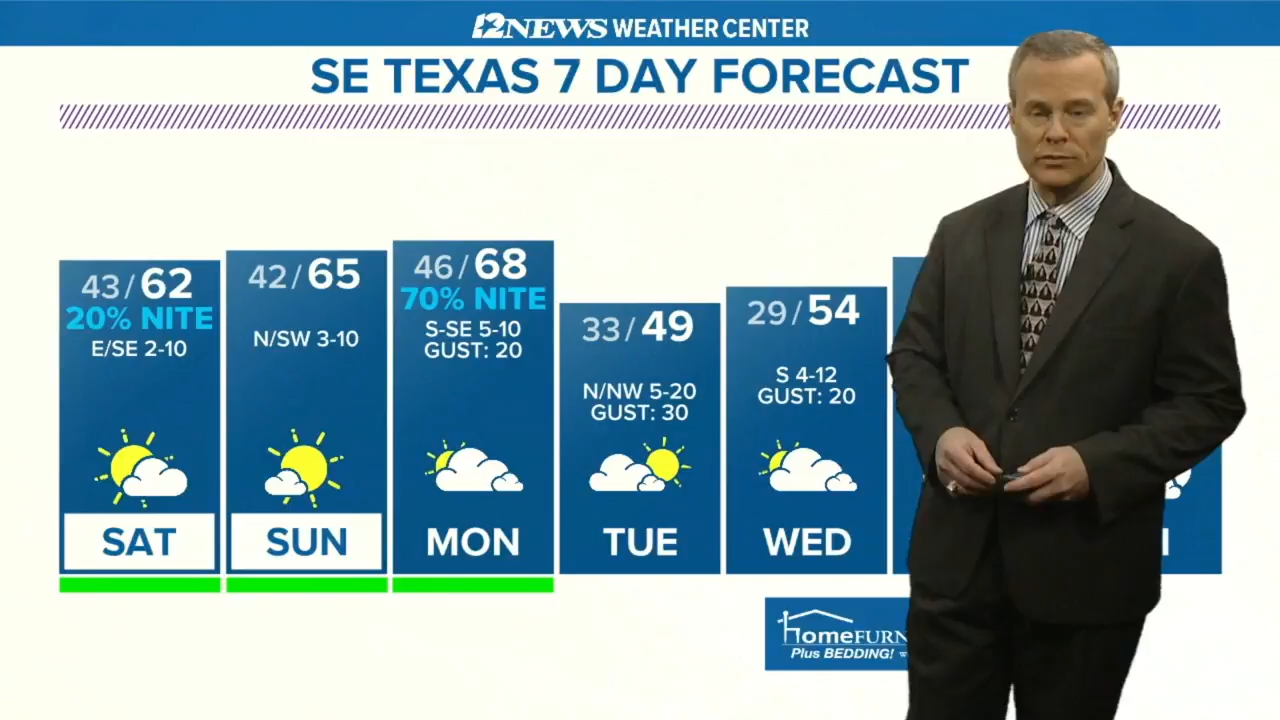 12NEWS WEATHER CENTER
SE TEXAS 7 DAY FORECAST
43/62
20% NITE
E/SE 2-10
SAT
42/65
N/SW 3-10
SUN
46/68
70% NITE
S-SE 5-10
GUST: 20
MON
33/49
N/NW 5-20
GUST: 30
TUE
29/54
S 4-12
GUST: 20
WED
I
HOMEFURN
Plus BEDDING!